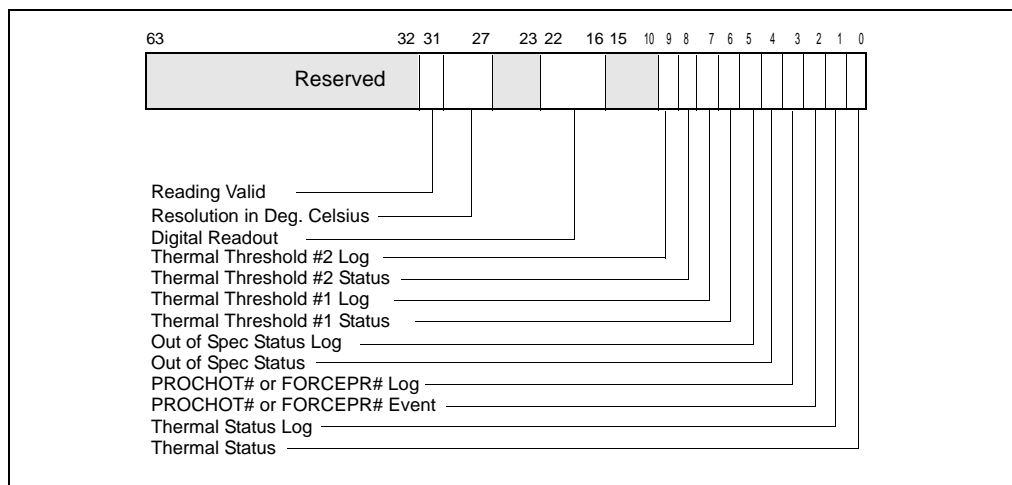 63 32 31 27 23 22 16 15 10 9 8 7 6 5 4 3 2 1 0
Reserved
Reading Valid
Resolution in Deg. Celsius
Digital Readout
Thermal Threshold #2 Log
Thermal Threshold #2 Status
Thermal Threshold #1 Log
Thermal Threshold #1 Status
Out of Spec Status Log
Out of Spec Status
PROCHOT# or FORCEPR# Log
PROCHOT# or FORCEPR# Event
Thermal Status Log
Thermal Status